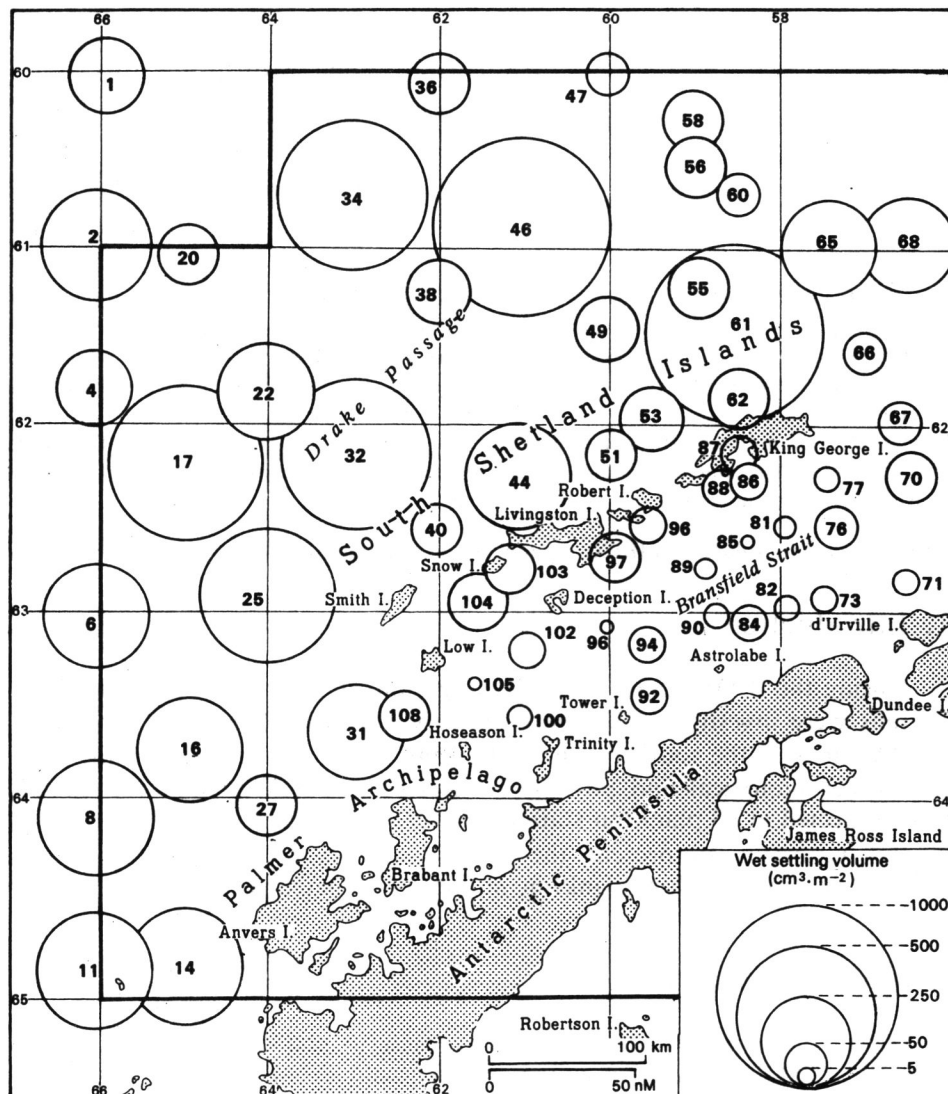 66 64 62 60 58
60
1
36
47
58
56
60
34
46
2
61
20
65
68
38
55
61
49
66
4
22
Drake Passage
South Shetland Islands
62
53
62
67
17
32
44
51
87
King George I.
88
86
77
70
Robert I.
Livingston I.
40
96
81
76
85
97
89
Bransfield Strait
Snow I.
103
82
71
25
Smith I.
104
Deception I.
73
63
6
102
96
94
90
84
d'Urville I.
Low I.
Astrolabe I.
105
92
Tower I.
Dundee I.
108
100
31
Hoseason I.
Trinity I.
16
64
8
27
64
Palmer Archipelago
James Ross Island
Brabant I.
Antarctic Peninsula
Anvers I.
11
14
65
Robertson I.
0 100 km
0 50 nM
66 64 62
Wet settling volume
(cm³·m⁻²)
1000
500
250
50
5